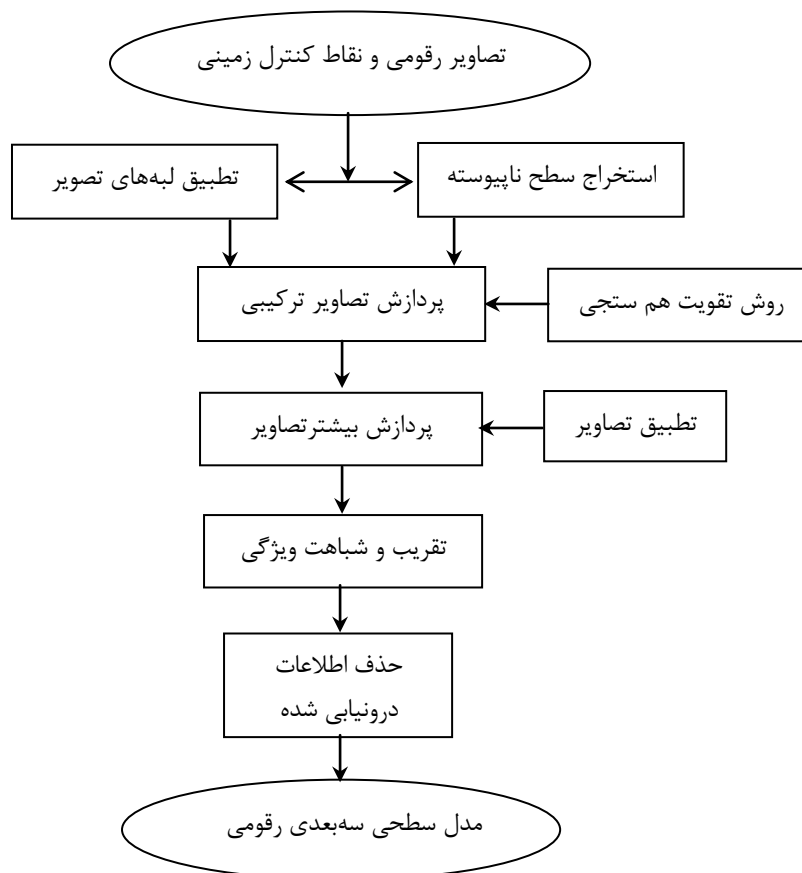 تصاویر رقومی و نقاط کنترل زمینی
استخراج سطح ناپیوسته
تطبیق لبه‌های تصویر
پردازش تصاویر ترکیبی
روش تقویت هم ستجی
پردازش بیشترتصاویر
تطبیق تصاویر
تقریب و شباهت ویژگی
حذف اطلاعات
درونیابی شده
مدل سطحی سه‌بعدی رقومی